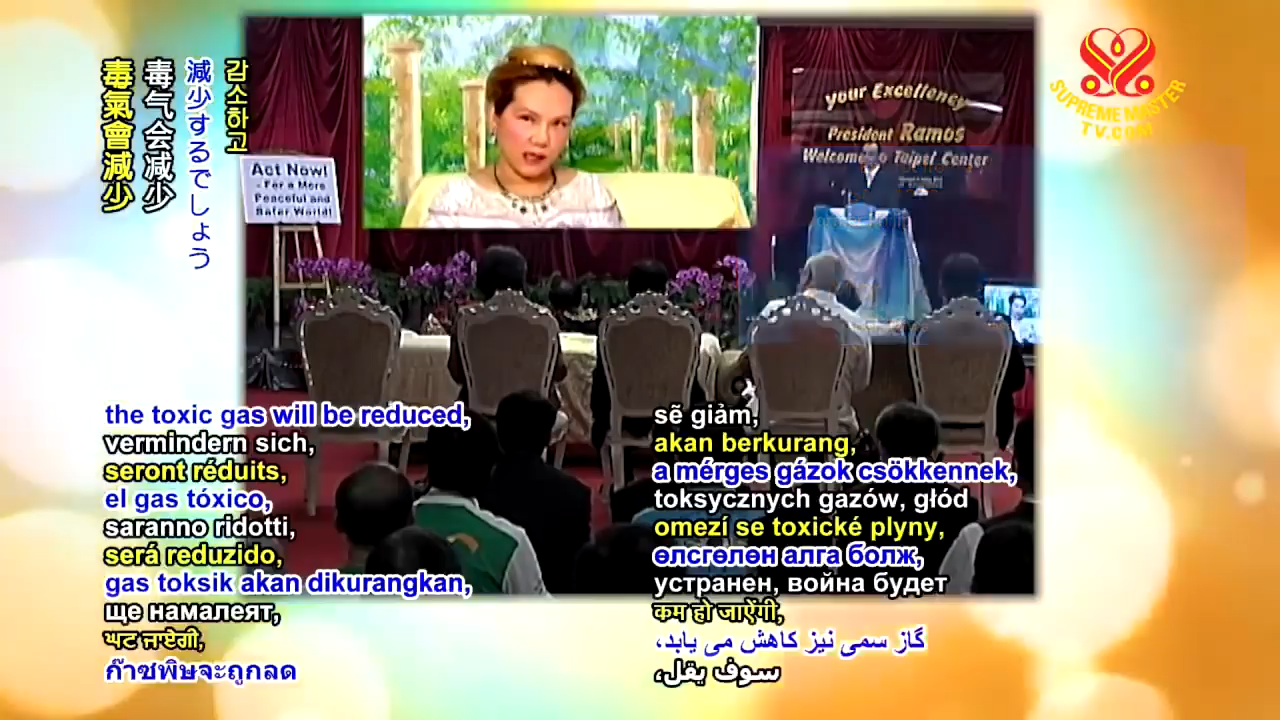 감소하고
減少するでしょう
毒气会减少
毒氣會減少
Act Now!
- For a More
Peaceful and
Safer World!
your Excellency
President Ramos
Welcome to Taipei Center
SUPREME MASTER
TV.COM
the toxic gas will be reduced,
vermindern sich,
seront réduits,
el gas tóxico,
saranno ridotti,
será reduzido,
gas toksik akan dikurangkan,
ще намалеят,
ਘਟ ਜਾਏਗੀ,
ก๊าซพิษจะถูกลด
sẽ giảm,
akan berkurang,
a mérges gázok csökkennek,
toksycznych gazów, głód
omezí se toxické plyny,
өлсгөлөн алга болж,
устранен, война будет
कम हो जाऐंगी,
گاز سمی نیز کاهش می یابد،
سوف يقل،